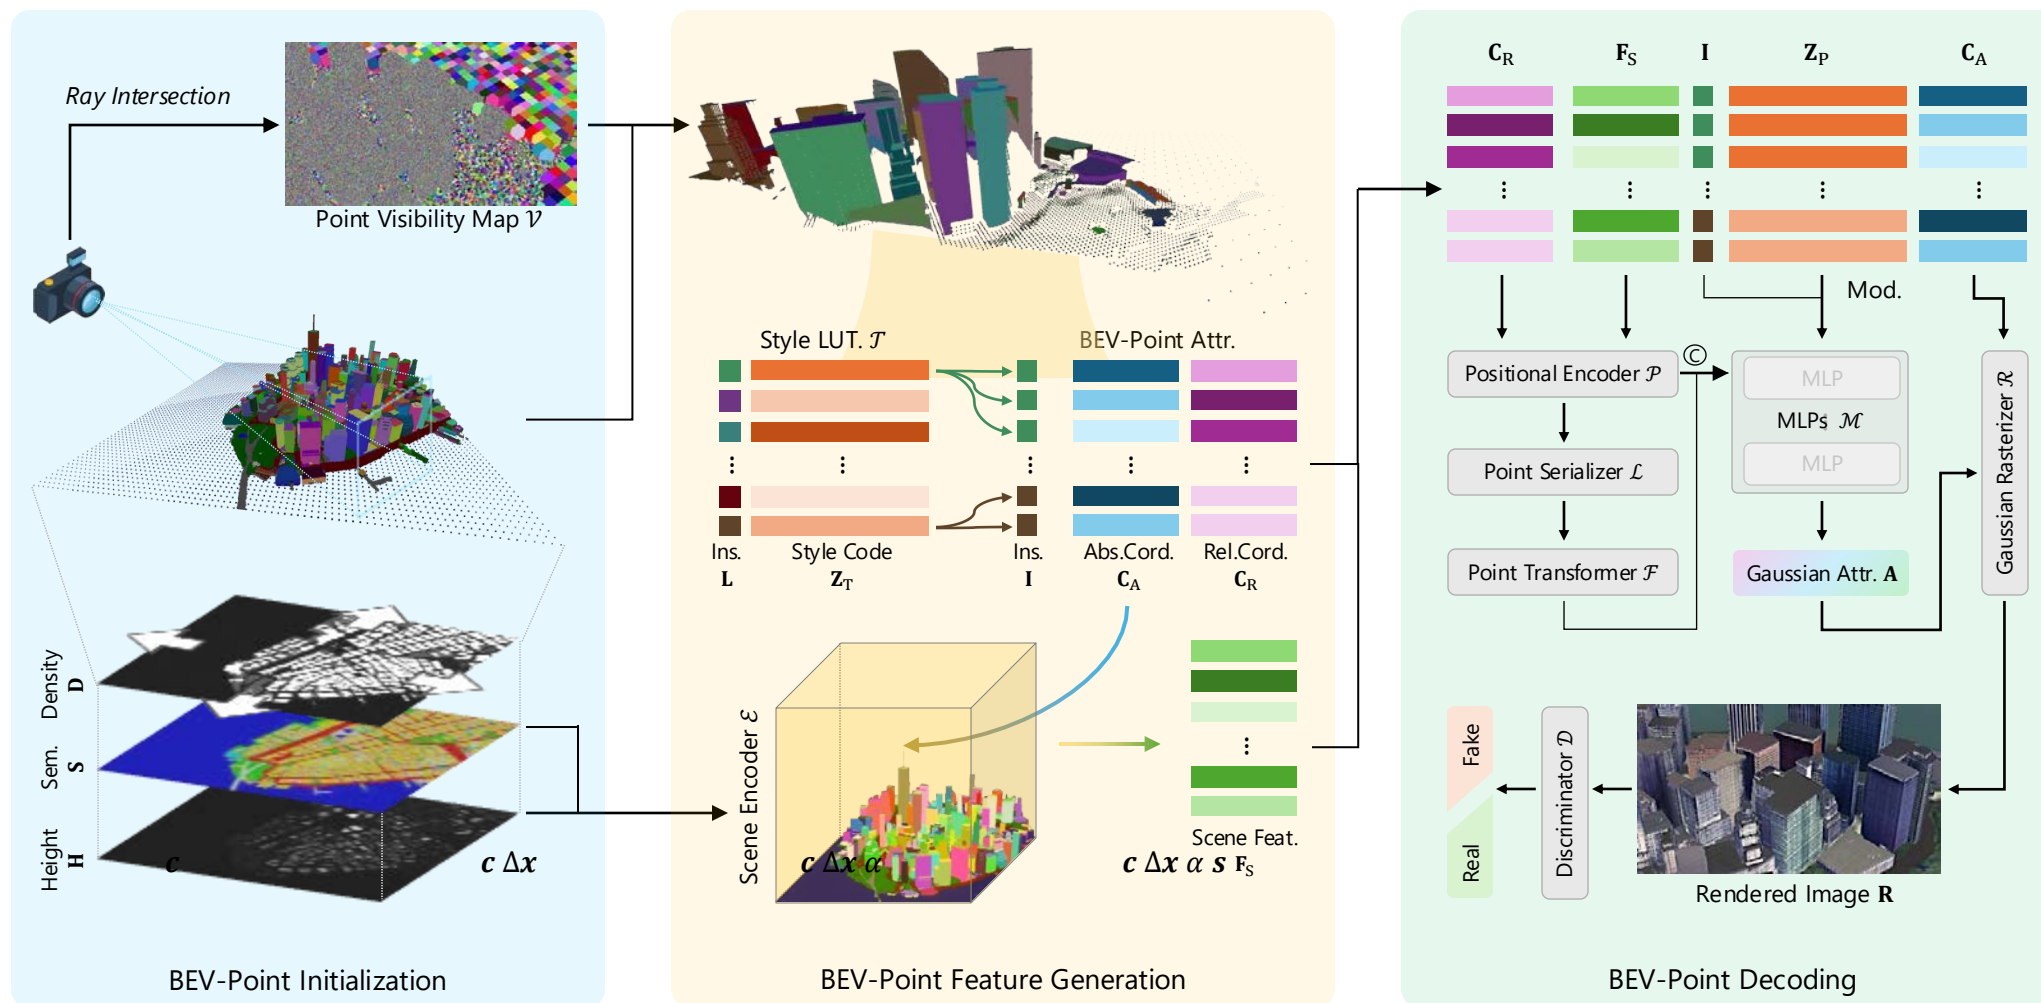 Ray Intersection
Point Visibility Map 𝒱
Density
D
Sem.
S
Height
H
c
c Δx
BEV-Point Initialization
Style LUT. 𝒯
BEV-Point Attr.
Ins.
L
Style Code
Z_T
Ins.
I
Abs.Cord.
C_A
Rel.Cord.
C_R
Scene Encoder ℰ
c Δx α
Scene Feat.
c Δx α s F_S
BEV-Point Feature Generation
C_R F_S I Z_P C_A
Mod.
Positional Encoder 𝒫
©
MLP
MLPs ℳ
MLP
Point Serializer ℒ
Point Transformer ℱ
Gaussian Attr. A
Gaussian Rasterizer ℛ
Fake
Real
Discriminator 𝒟
Rendered Image R
BEV-Point Decoding